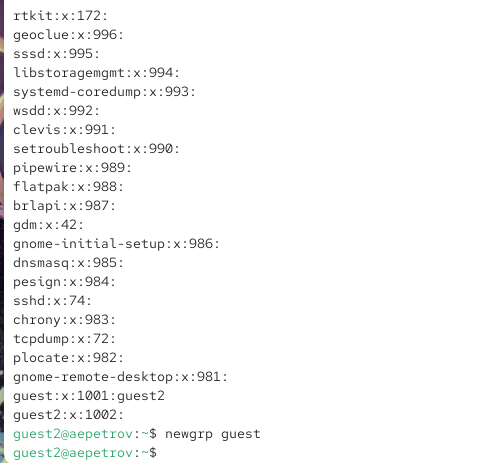 rtkit:x:172:
geoclue:x:996:
sssd:x:995:
libstoragemgmt:x:994:
systemd-coredump:x:993:
wsdd:x:992:
clevis:x:991:
setroubleshoot:x:990:
pipewire:x:989:
flatpak:x:988:
brlapi:x:987:
gdm:x:42:
gnome-initial-setup:x:986:
dnsmasq:x:985:
pesign:x:984:
sshd:x:74:
chrony:x:983:
tcpdump:x:72:
plocate:x:982:
gnome-remote-desktop:x:981:
guest:x:1001:guest2
guest2:x:1002:
guest2@aepetrov:~$ newgrp guest
guest2@aepetrov:~$